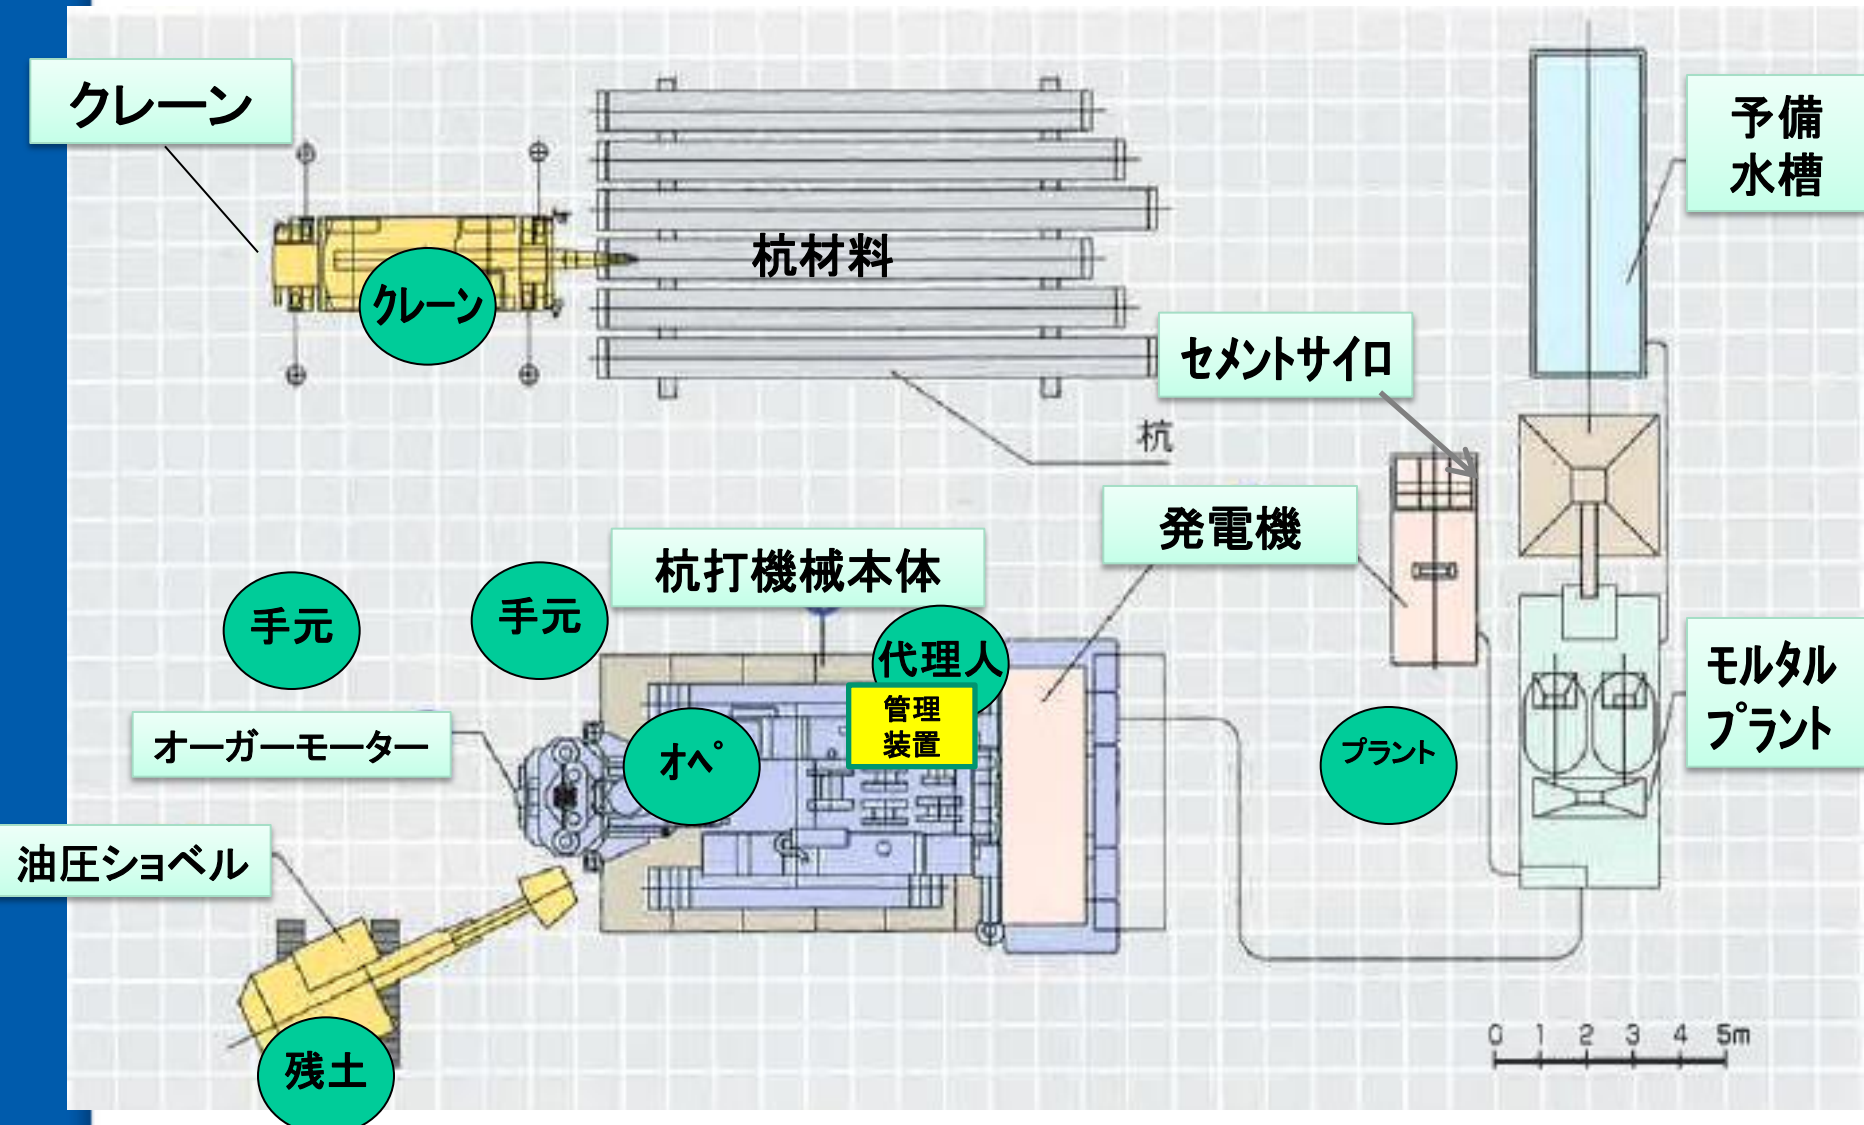 クレーン
予備
水槽
杭材料
クレーン
セメントサイロ
杭
発電機
杭打機械本体
手元
手元
代理人
管理
装置
モルタル
プラント
オーガーモーター
オペ
プラント
油圧ショベル
残土
0 1 2 3 4 5m